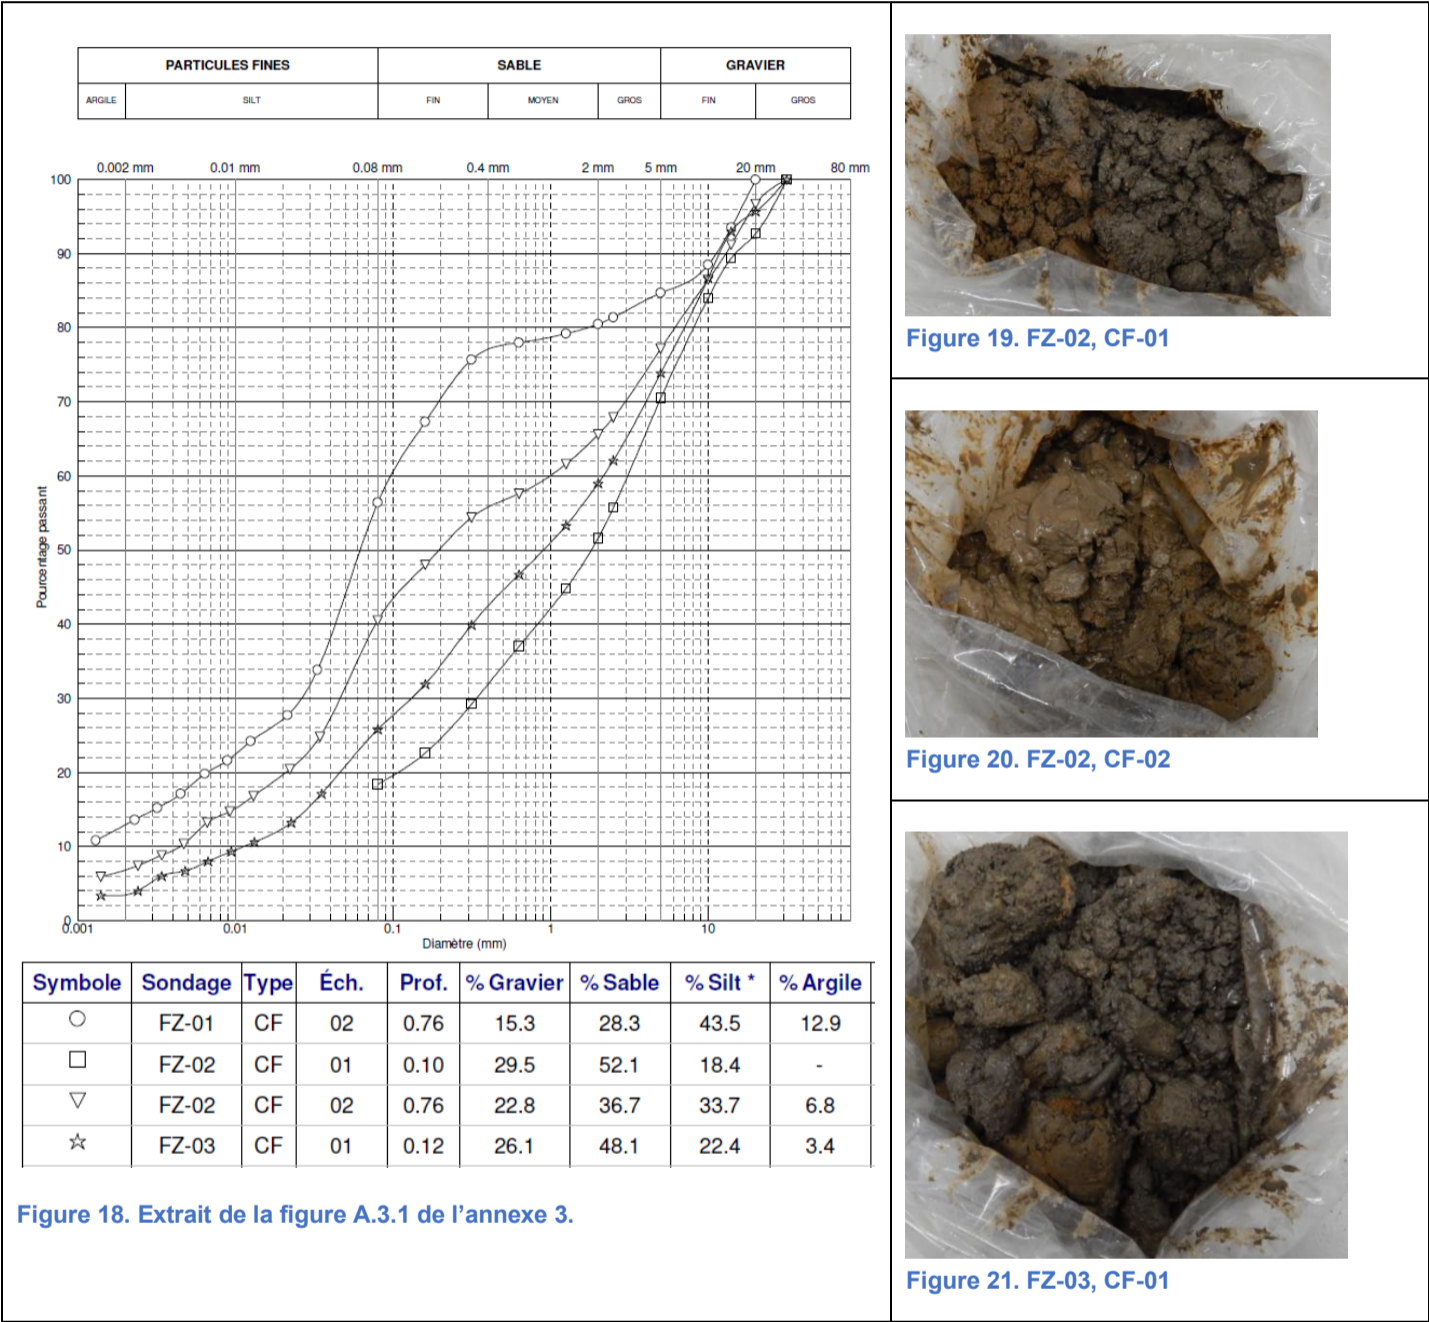 PARTICULES FINES SABLE GRAVIER
ARGILE SILT FIN MOYEN GROS FIN GROS
0.002 mm 0.01 mm 0.08 mm 0.4 mm 2 mm 5 mm 20 mm 80 mm
100
90
80
70
60
50
40
30
20
10
0
Pourcentage passant
0.001 0.01 0.1 1 10
Diamètre (mm)
Symbole Sondage Type Éch. Prof. % Gravier % Sable % Silt * % Argile
FZ-01 CF 02 0.76 15.3 28.3 43.5 12.9
FZ-02 CF 01 0.10 29.5 52.1 18.4 -
FZ-02 CF 02 0.76 22.8 36.7 33.7 6.8
FZ-03 CF 01 0.12 26.1 48.1 22.4 3.4
Figure 18. Extrait de la figure A.3.1 de l’annexe 3.
Figure 19. FZ-02, CF-01
Figure 20. FZ-02, CF-02
Figure 21. FZ-03, CF-01